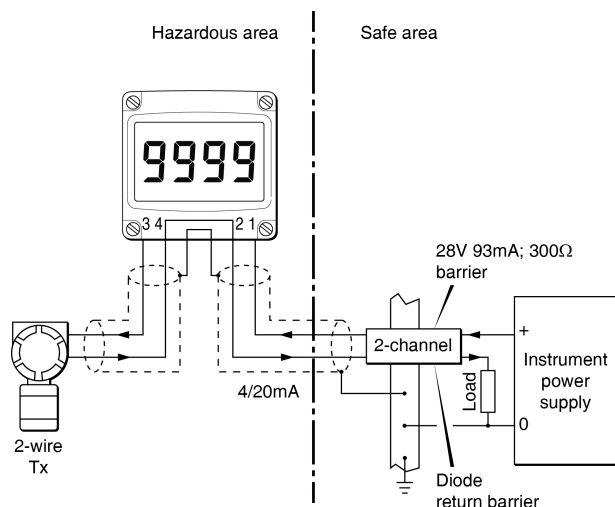 Hazardous area
Safe area
9999
3 4
2 1
28V 93mA; 300Ω
barrier
2-channel
+
Instrument
power
supply
Load
0
4/20mA
2-wire
Tx
Diode
return barrier